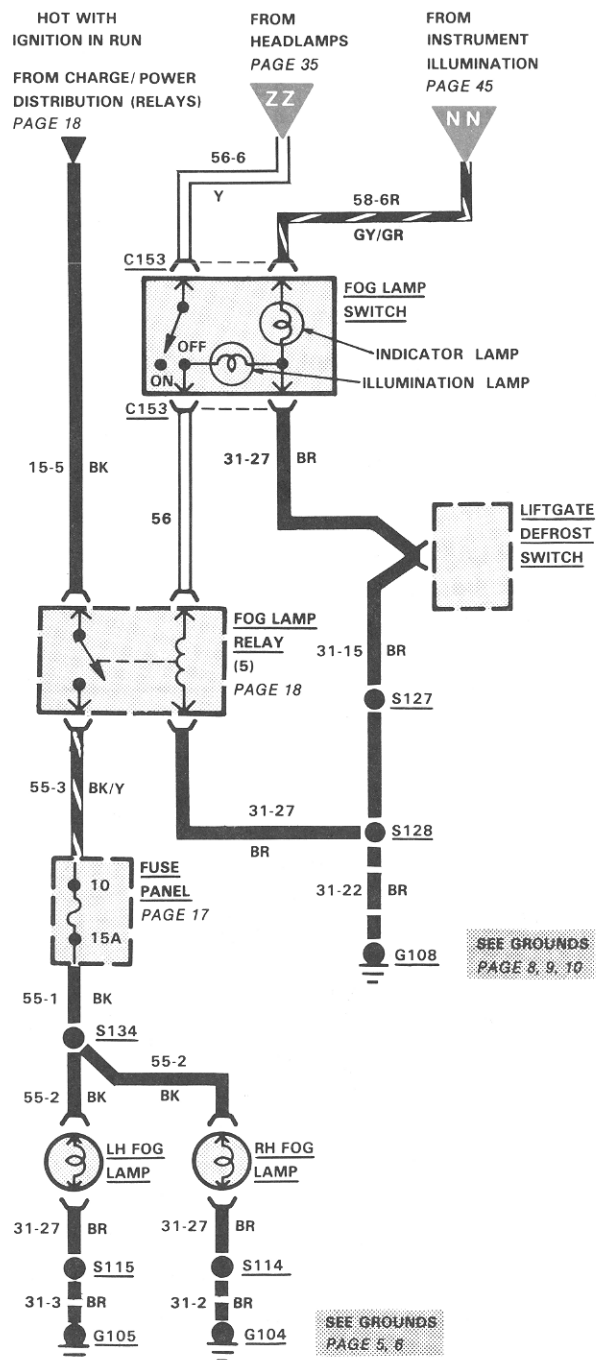 HOT WITH
IGNITION IN RUN
FROM CHARGE/POWER
DISTRIBUTION (RELAYS)
PAGE 18
FROM
HEADLAMPS
PAGE 35
ZZ
FROM
INSTRUMENT
ILLUMINATION
PAGE 45
NN
56-6
Y
58-6R
GY/GR
C153
FOG LAMP
SWITCH
OFF
ON
INDICATOR LAMP
ILLUMINATION LAMP
C153
15-5 BK
56
31-27 BR
LIFTGATE
DEFROST
SWITCH
FOG LAMP
RELAY
(5)
PAGE 18
31-15 BR
S127
55-3 BK/Y
31-27
BR
S128
FUSE
PANEL
PAGE 17
10
15A
31-22 BR
G108
SEE GROUNDS
PAGE 8, 9, 10
55-1 BK
S134
55-2
BK
55-2 BK
LH FOG
LAMP
RH FOG
LAMP
31-27 BR
31-27 BR
S115
S114
31-3 BR
31-2 BR
G105
G104
SEE GROUNDS
PAGE 5, 6